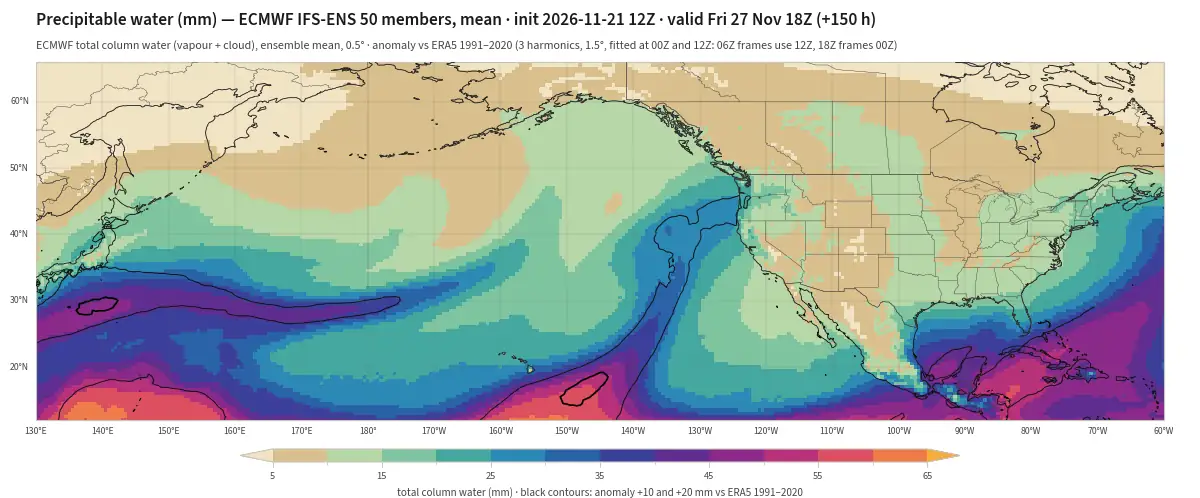 Precipitable water (mm) — ECMWF IFS-ENS 50 members, mean · init 2026-11-21 12Z · valid Fri 27 Nov 18Z (+150 h)
ECMWF total column water (vapour + cloud), ensemble mean, 0.5° · anomaly vs ERA5 1991–2020 (3 harmonics, 1.5°, fitted at 00Z and 12Z: 06Z frames use 12Z, 18Z frames 00Z)
60°N
50°N
40°N
30°N
20°N
130°E 140°E 150°E 160°E 170°E 180° 170°W 160°W 150°W 140°W 130°W 120°W 110°W 100°W 90°W 80°W 70°W 60°W
5 15 25 35 45 55 65
total column water (mm) · black contours: anomaly +10 and +20 mm vs ERA5 1991–2020